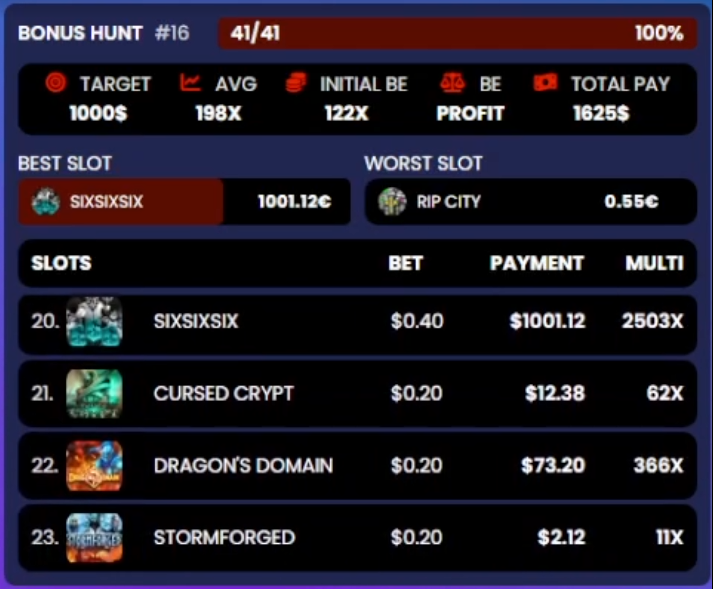 BONUS HUNT #16 41/41 100%
TARGET AVG INITIAL BE BE TOTAL PAY
1000$ 198X 122X PROFIT 1625$
BEST SLOT WORST SLOT
SIXSIXSIX 1001.12€ RIP CITY 0.55€
SLOTS BET PAYMENT MULTI
20. SIXSIXSIX $0.40 $1001.12 2503X
21. CURSED CRYPT $0.20 $12.38 62X
22. DRAGON'S DOMAIN $0.20 $73.20 366X
23. STORMFORGED $0.20 $2.12 11X